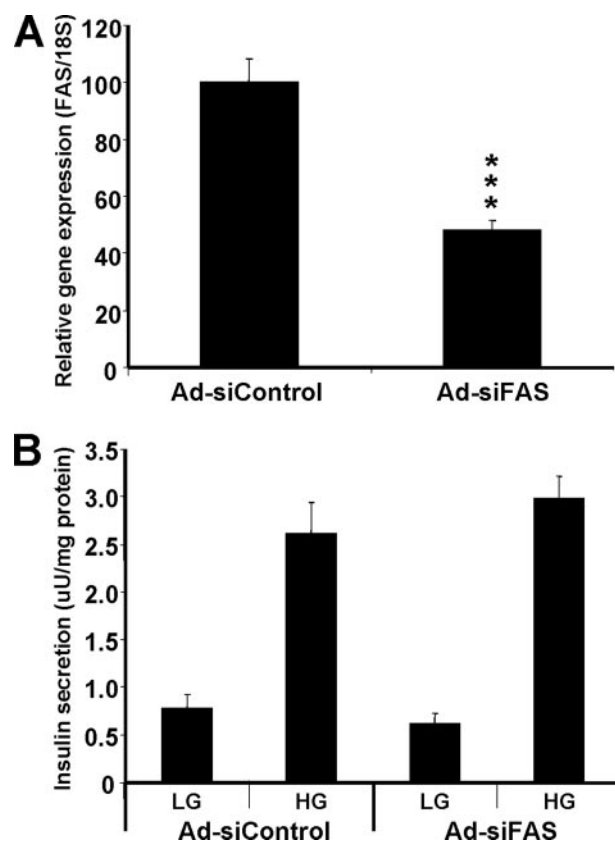 A
Relative gene expression (FAS/18S)
120
100
80
60
40
20
0
***
Ad-siControl
Ad-siFAS
B
Insulin secretion (uU/mg protein)
3.5
3.0
2.5
2.0
1.5
1.0
0.5
0
LG
HG
LG
HG
Ad-siControl
Ad-siFAS